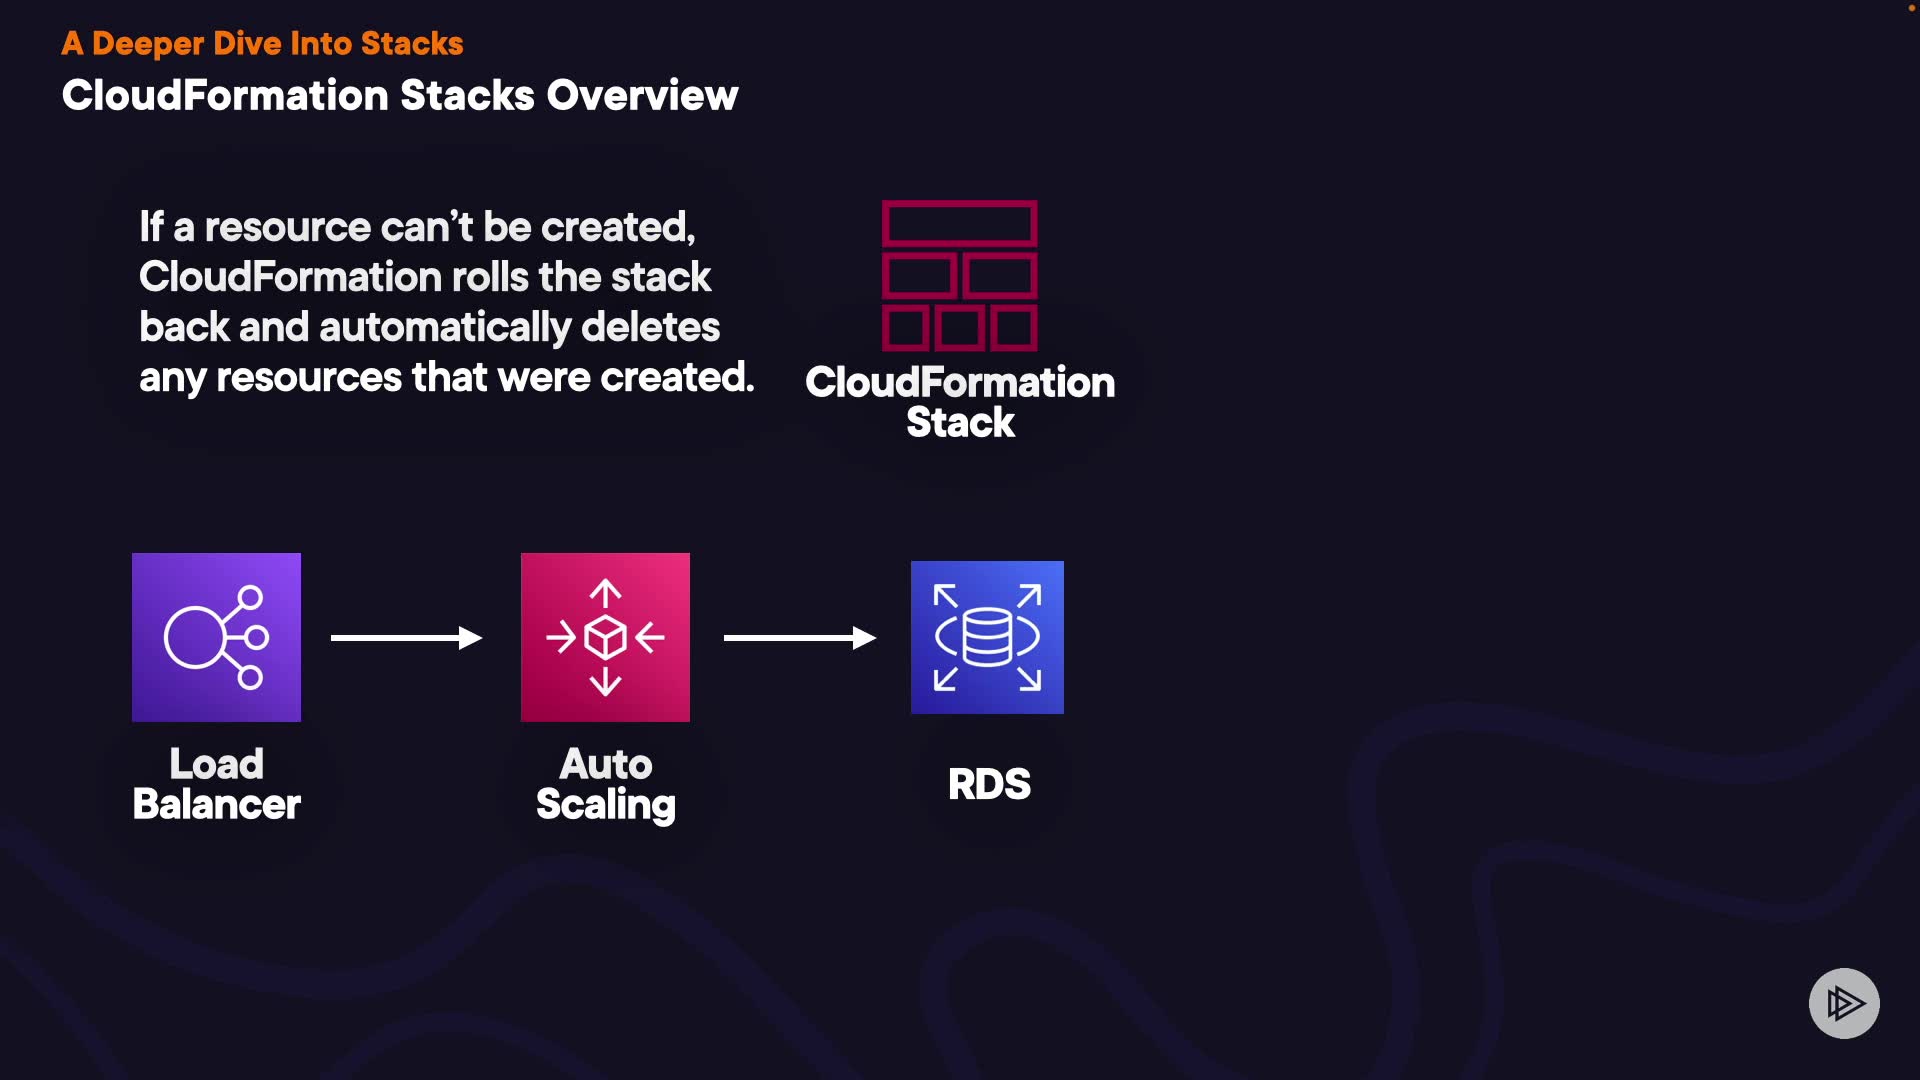 A Deeper Dive Into Stacks
CloudFormation Stacks Overview
If a resource can’t be created,
CloudFormation rolls the stack
back and automatically deletes
any resources that were created.
CloudFormation
Stack
Load
Balancer
Auto
Scaling
RDS